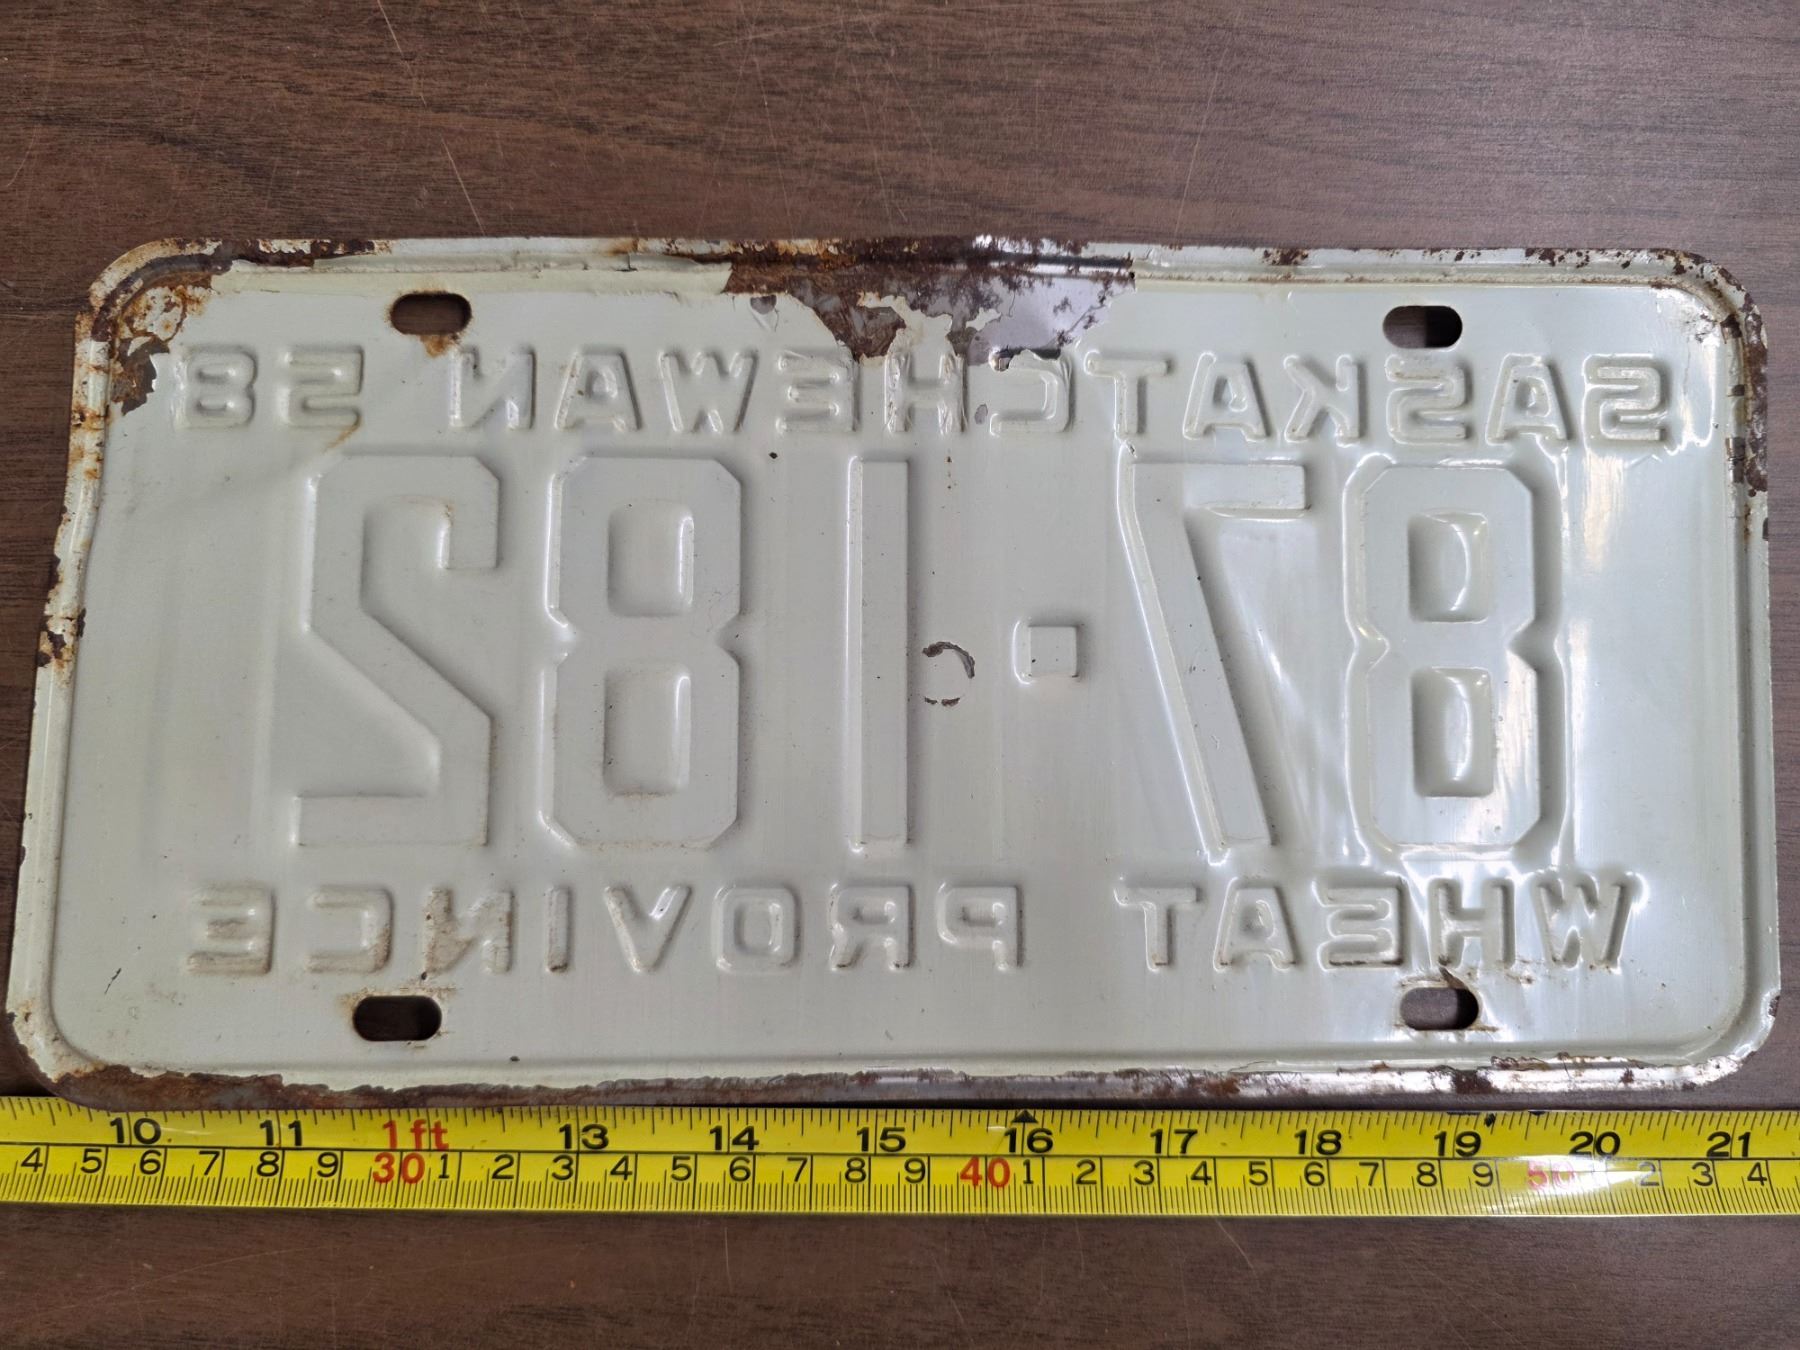 SASKATCHEWAN 58
87·182
WHEAT PROVINCE
10 11 1ft 13 14 15 16 17 18 19 20 21
4 5 6 7 8 9 30 1 2 3 4 5 6 7 8 9 40 1 2 3 4 5 6 7 8 9 50 2 3 4